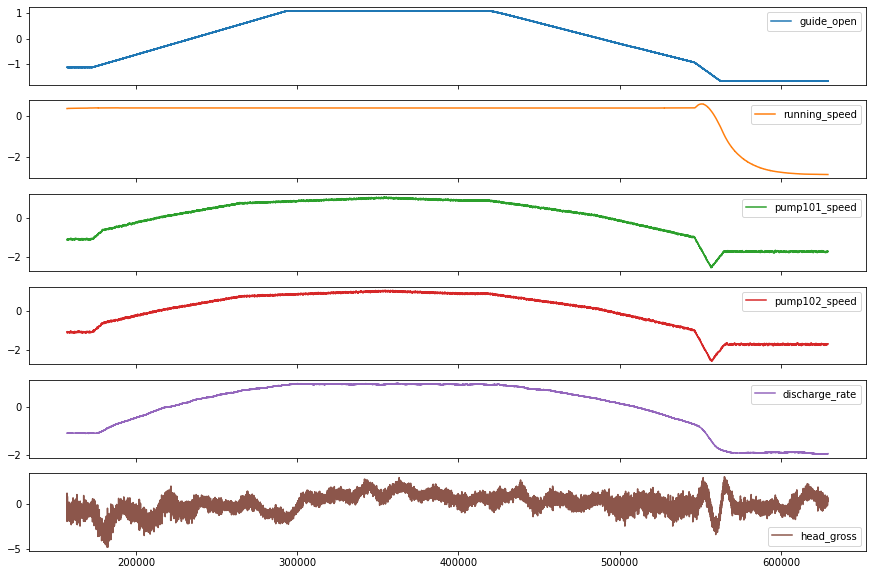 1
0
−1
guide_open
0
−2
running_speed
0
−2
pump101_speed
0
−2
pump102_speed
0
−2
discharge_rate
0
−5
head_gross
200000 300000 400000 500000 600000